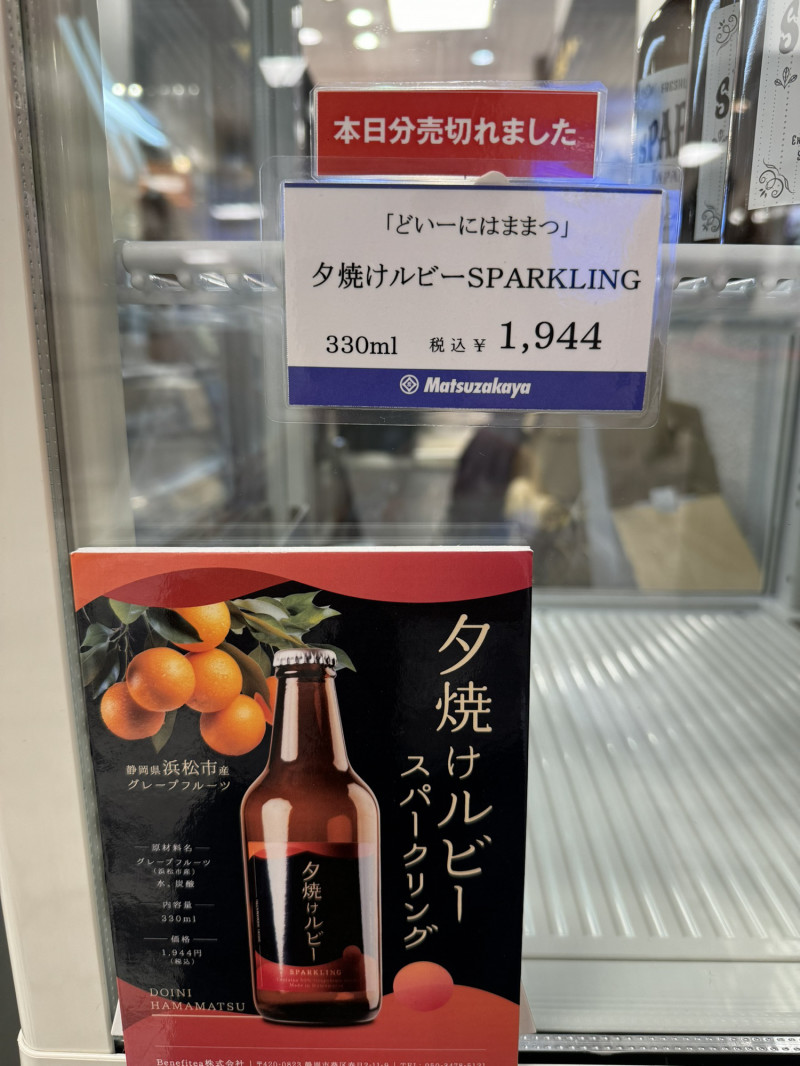 本日分売切れました
「どいーにはままつ」
夕焼けルビーSPARKLING
330ml 税込¥ 1,944
Matsuzakaya
夕焼けルビー
スパークリング
静岡県浜松市産
グレープフルーツ
原材料名
グレープフルーツ
(浜松市産)
水、炭酸
内容量
330ml
価格
1,944円
(税込)
DOINI
HAMAMATSU
夕焼けルビー
SPARKLING
Benefitea株式会社